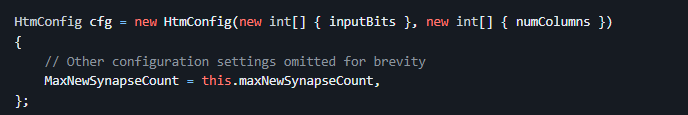 HtmConfig cfg = new HtmConfig(new int[] { inputBits }, new int[] { numColumns })
{
    // Other configuration settings omitted for brevity
    MaxNewSynapseCount = this.maxNewSynapseCount,
};